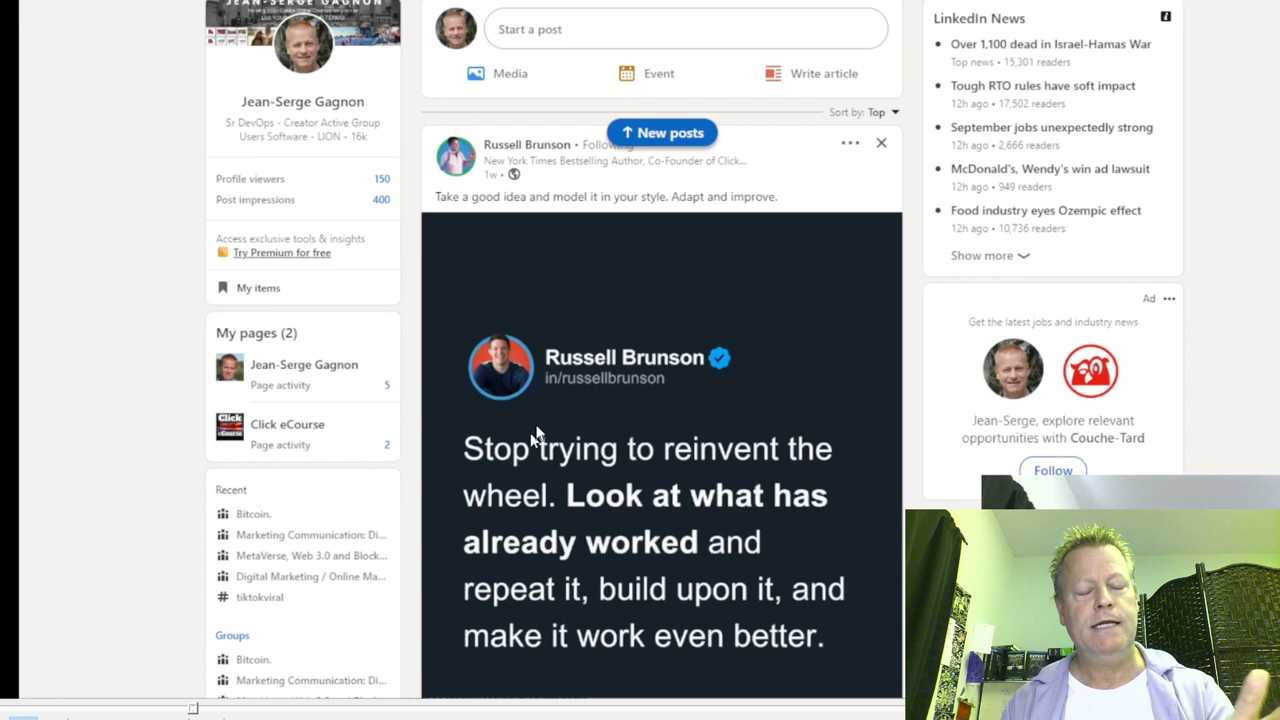 JEAN-SERGE GAGNON
Jean-Serge Gagnon
Sr DevOps - Creator Active Group
Users Software - LION - 16k
Profile viewers 150
Post impressions 400
Access exclusive tools & insights
Try Premium for free
My items
My pages (2)
Jean-Serge Gagnon
Page activity 5
Click eCourse
Page activity 2
Recent
Bitcoin.
Marketing Communication: Di...
MetaVerse, Web 3.0 and Block...
Digital Marketing / Online Ma...
# tiktokviral
Groups
Bitcoin.
Marketing Communication: Di...
Start a post
Media Event Write article
Sort by: Top
↑ New posts
Russell Brunson • Following
New York Times Bestselling Author, Co-Founder of Click...
1w •
Take a good idea and model it in your style. Adapt and improve.
Russell Brunson
in/russellbrunson
Stop trying to reinvent the
wheel. Look at what has
already worked and
repeat it, build upon it, and
make it work even better.
LinkedIn News
Over 1,100 dead in Israel-Hamas War
Top news • 15,301 readers
Tough RTO rules have soft impact
12h ago • 17,502 readers
September jobs unexpectedly strong
12h ago • 2,666 readers
McDonald's, Wendy's win ad lawsuit
12h ago • 949 readers
Food industry eyes Ozempic effect
12h ago • 10,736 readers
Show more
Ad
Get the latest jobs and industry news
Jean-Serge, explore relevant
opportunities with Couche-Tard
Follow